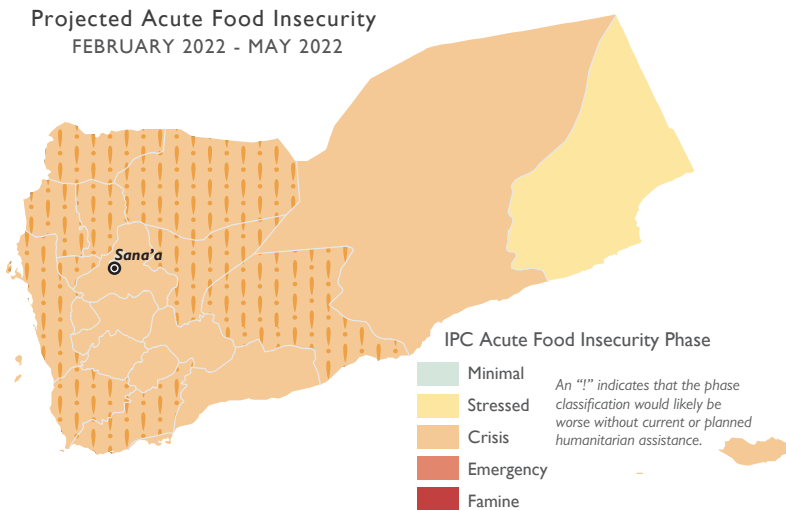 Projected Acute Food Insecurity
FEBRUARY 2022 - MAY 2022
Sana’a
IPC Acute Food Insecurity Phase
Minimal
Stressed
Crisis
Emergency
Famine
An “!” indicates that the phase
classification would likely be
worse without current or planned
humanitarian assistance.